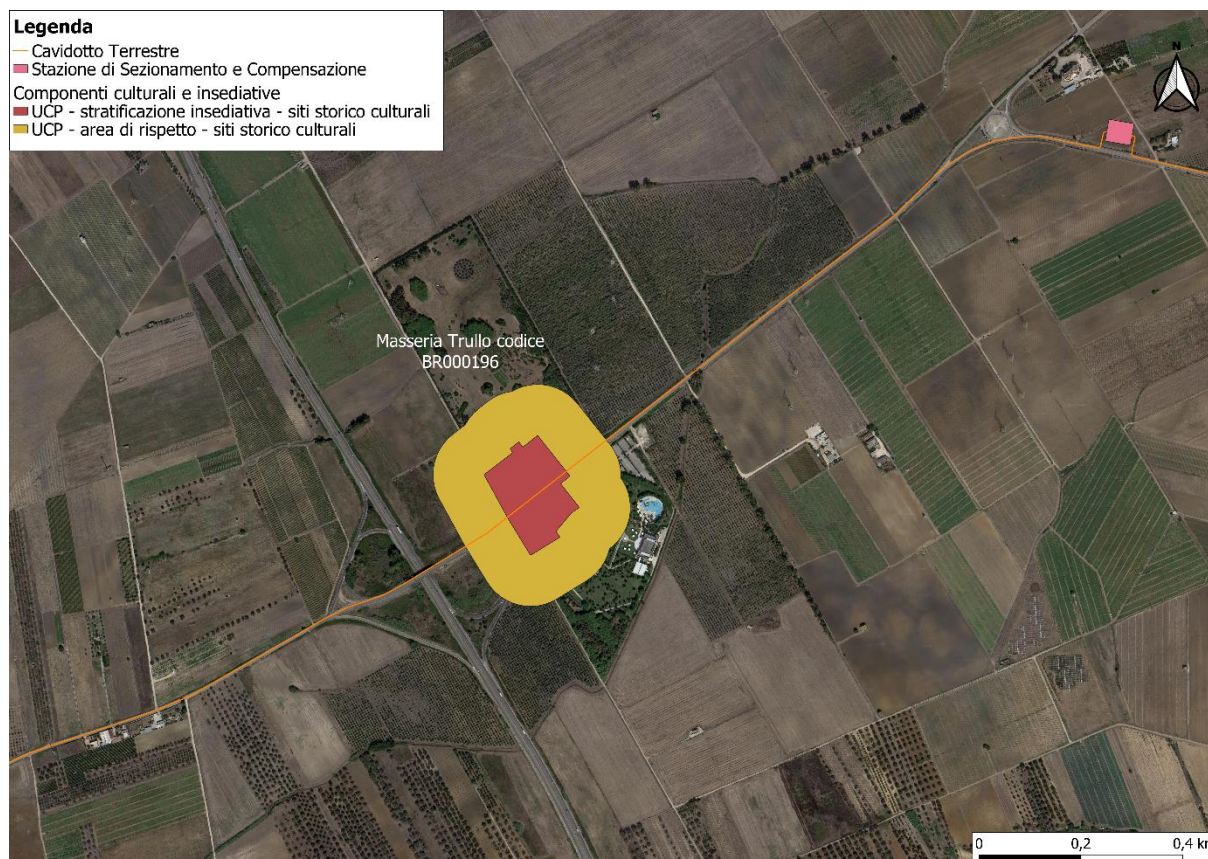 Legenda
Cavidotto Terrestre
Stazione di Sezionamento e Compensazione
Componenti culturali e insediative
UCP - stratificazione insediativa - siti storico culturali
UCP - area di rispetto - siti storico culturali
N
Masseria Trullo codice
BR000196
0 0,2 0,4 km